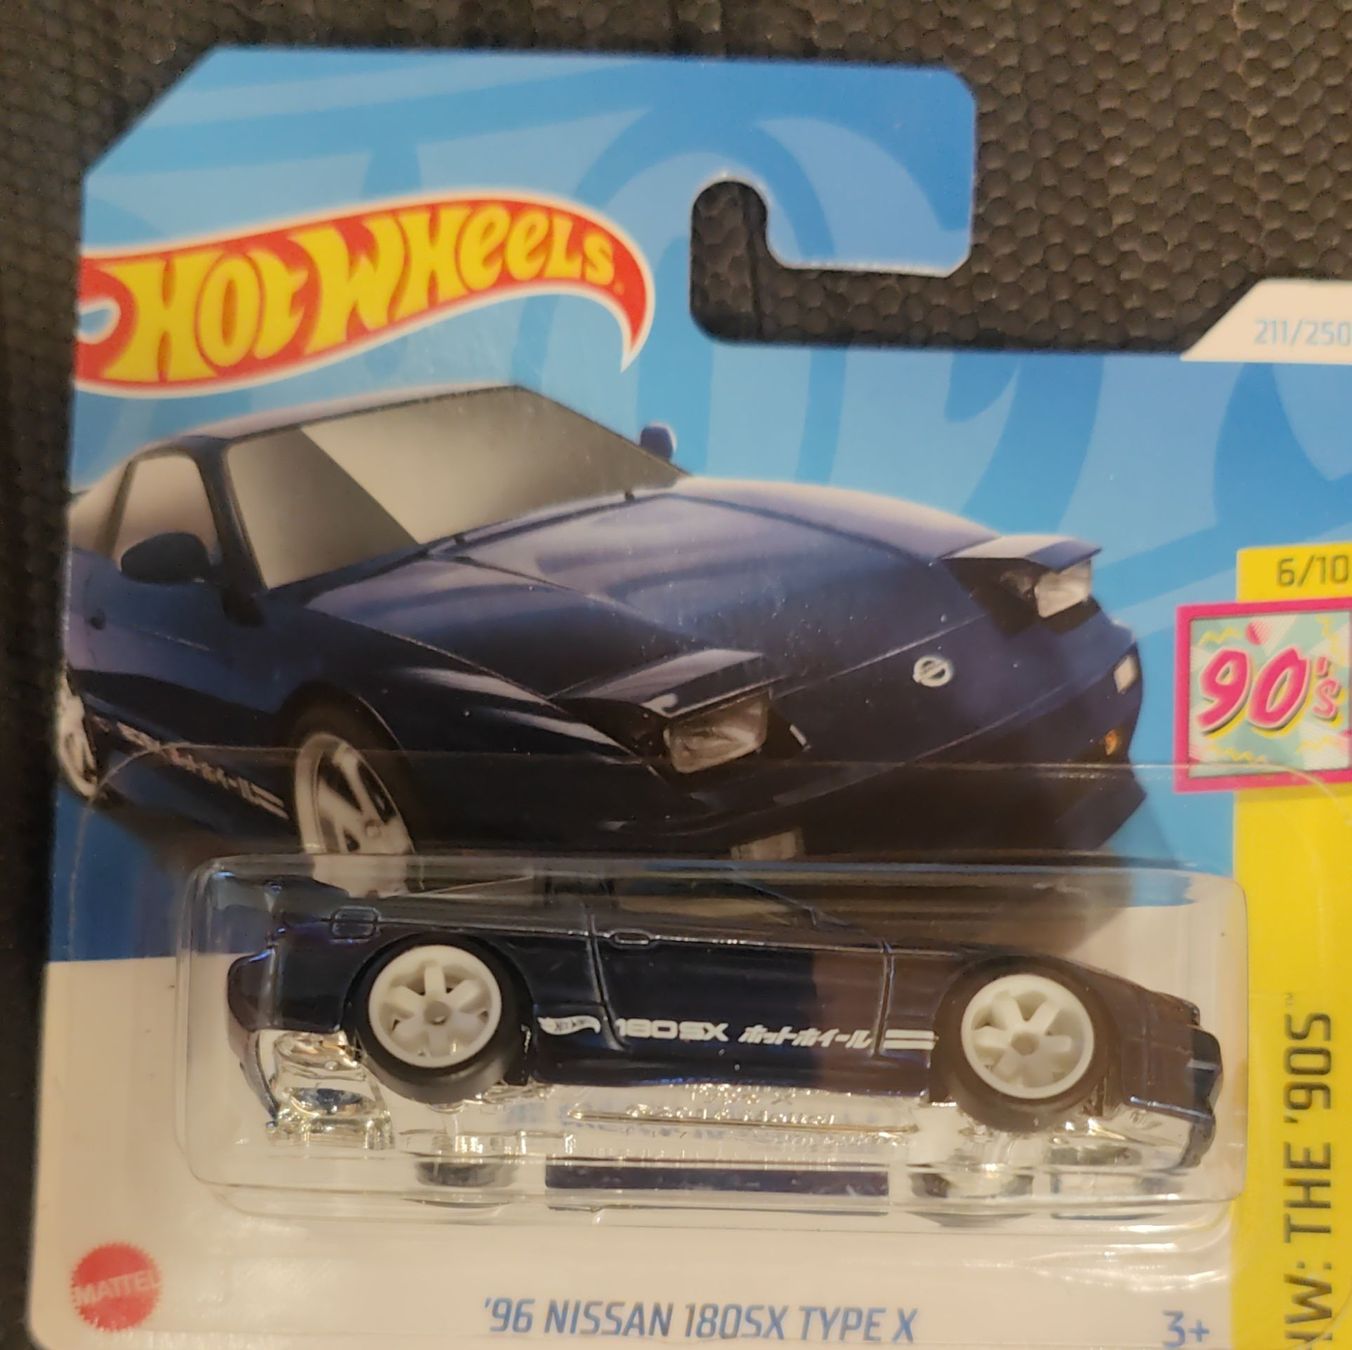 HOT WHEELS
211/250
6/10
90's
HW: THE '90S™
180SX ホットホイール
MATTEL
'96 NISSAN 180SX TYPE X
3+